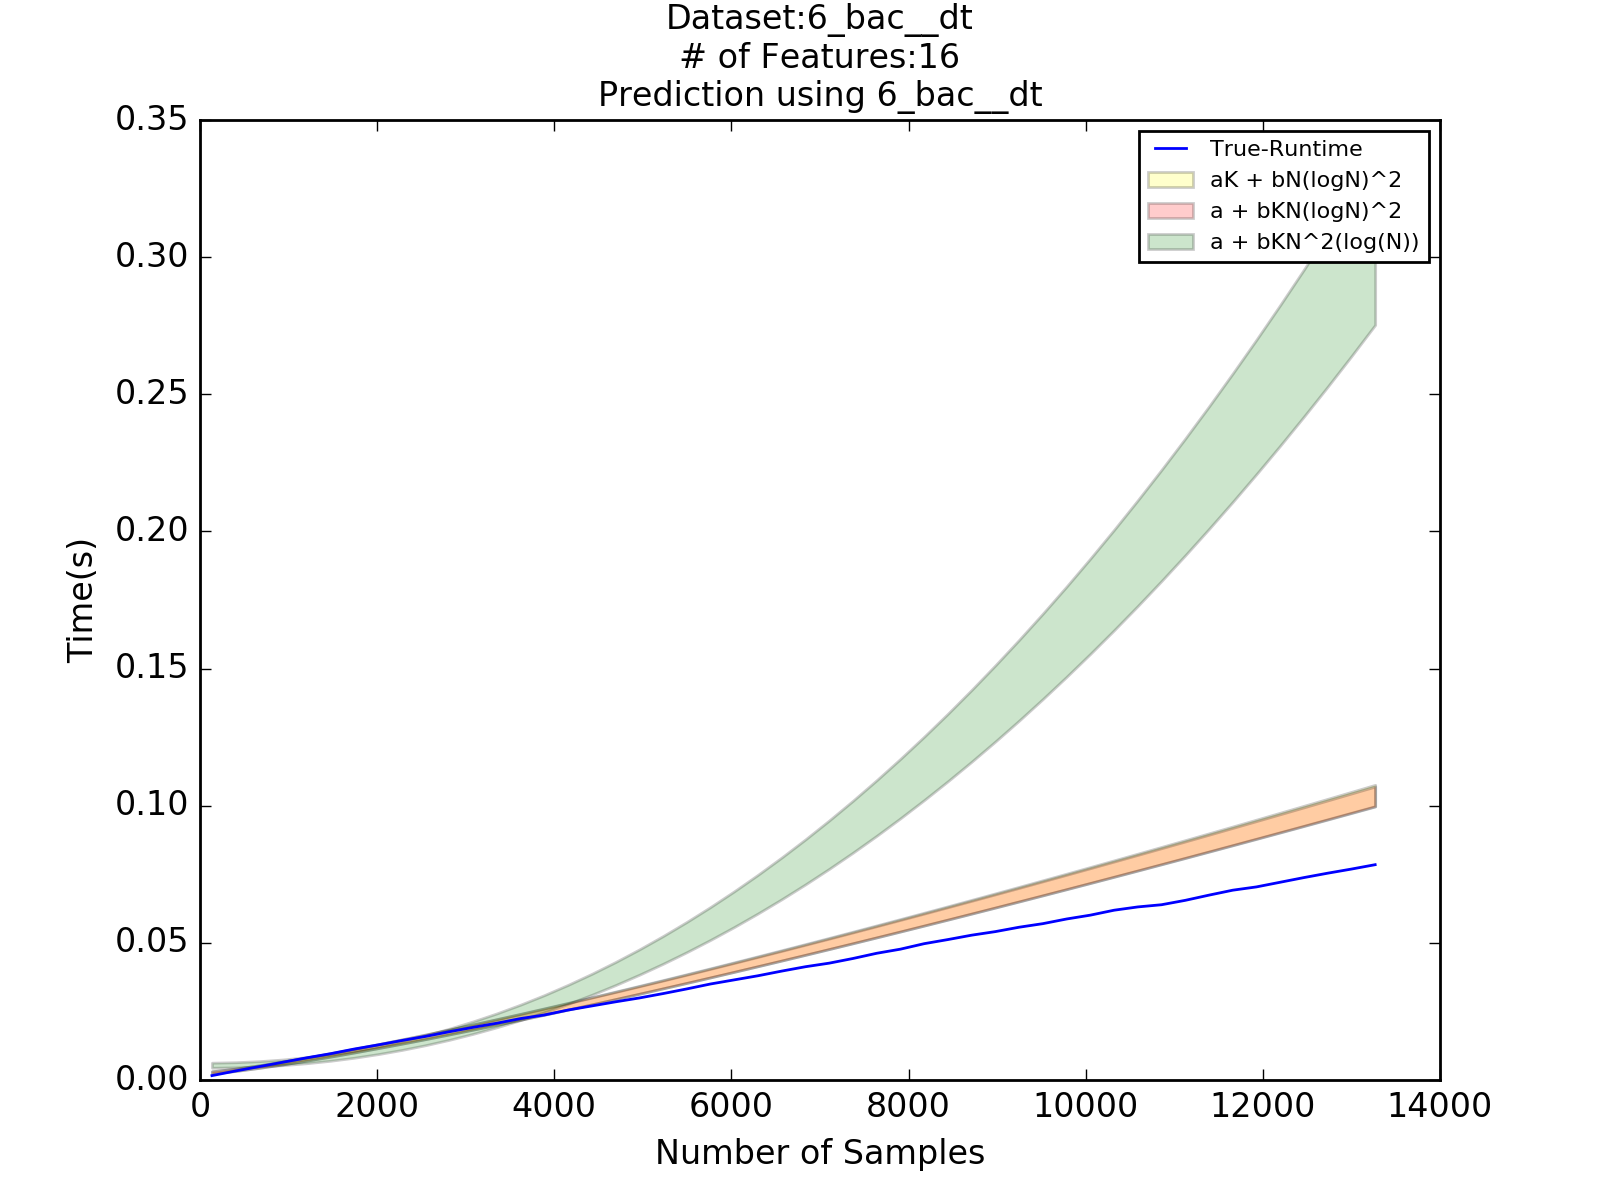 Dataset:6_bac__dt
# of Features:16
Prediction using 6_bac__dt
0.35
0.30
0.25
0.20
0.15
0.10
0.05
0.00
Time(s)
True-Runtime
aK + bN(logN)^2
a + bKN(logN)^2
a + bKN^2(log(N))
0 2000 4000 6000 8000 10000 12000 14000
Number of Samples